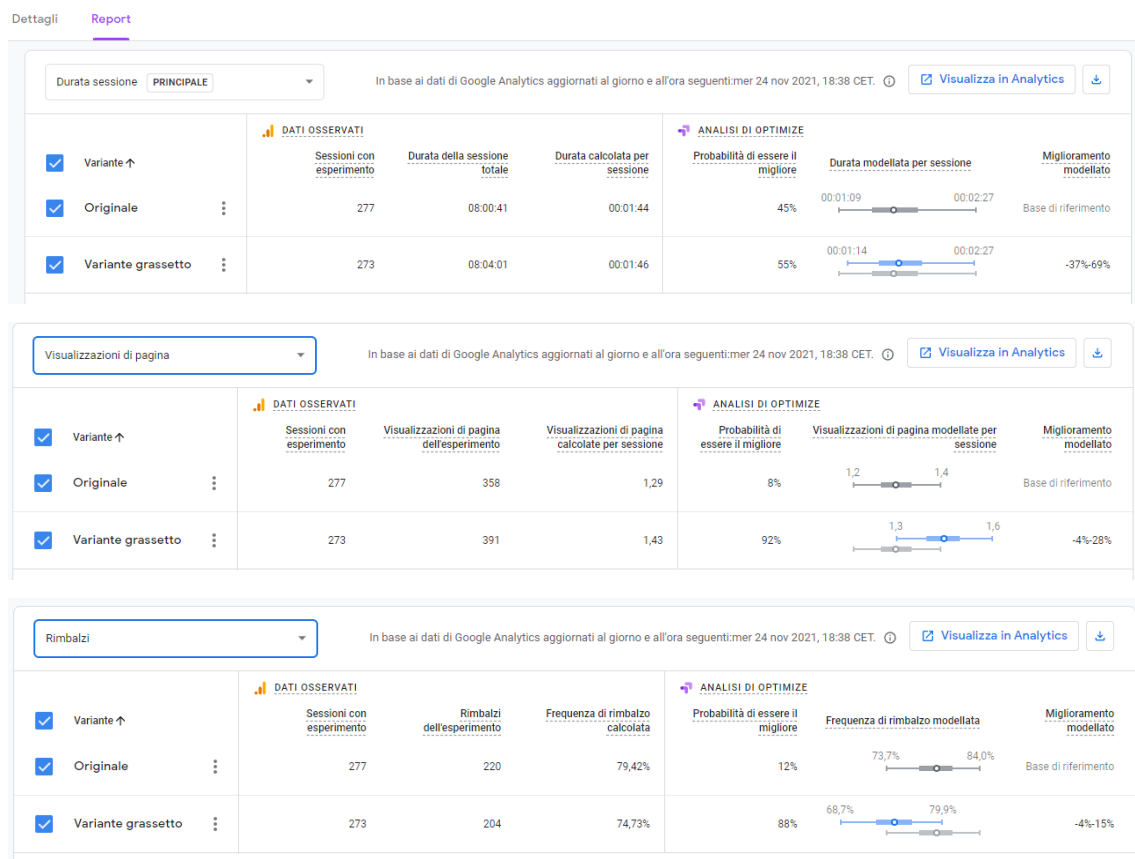 Dettagli Report
Durata sessione PRINCIPALE In base ai dati di Google Analytics aggiornati al giorno e all'ora seguenti:mer 24 nov 2021, 18:38 CET. Visualizza in Analytics
DATI OSSERVATI ANALISI DI OPTIMIZE
Variante Sessioni con esperimento Durata della sessione totale Durata calcolata per sessione Probabilità di essere il migliore Durata modellata per sessione Miglioramento modellato
Originale 277 08:00:41 00:01:44 45% 00:01:09 00:02:27 Base di riferimento
Variante grassetto 273 08:04:01 00:01:46 55% 00:01:14 00:02:27 -37%-69%
Visualizzazioni di pagina In base ai dati di Google Analytics aggiornati al giorno e all'ora seguenti:mer 24 nov 2021, 18:38 CET. Visualizza in Analytics
DATI OSSERVATI ANALISI DI OPTIMIZE
Variante Sessioni con esperimento Visualizzazioni di pagina dell'esperimento Visualizzazioni di pagina calcolate per sessione Probabilità di essere il migliore Visualizzazioni di pagina modellate per sessione Miglioramento modellato
Originale 277 358 1,29 8% 1,2 1,4 Base di riferimento
Variante grassetto 273 391 1,43 92% 1,3 1,6 -4%-28%
Rimbalzi In base ai dati di Google Analytics aggiornati al giorno e all'ora seguenti:mer 24 nov 2021, 18:38 CET. Visualizza in Analytics
DATI OSSERVATI ANALISI DI OPTIMIZE
Variante Sessioni con esperimento Rimbalzi dell'esperimento Frequenza di rimbalzo calcolata Probabilità di essere il migliore Frequenza di rimbalzo modellata Miglioramento modellato
Originale 277 220 79,42% 12% 73,7% 84,0% Base di riferimento
Variante grassetto 273 204 74,73% 88% 68,7% 79,9% -4%-15%